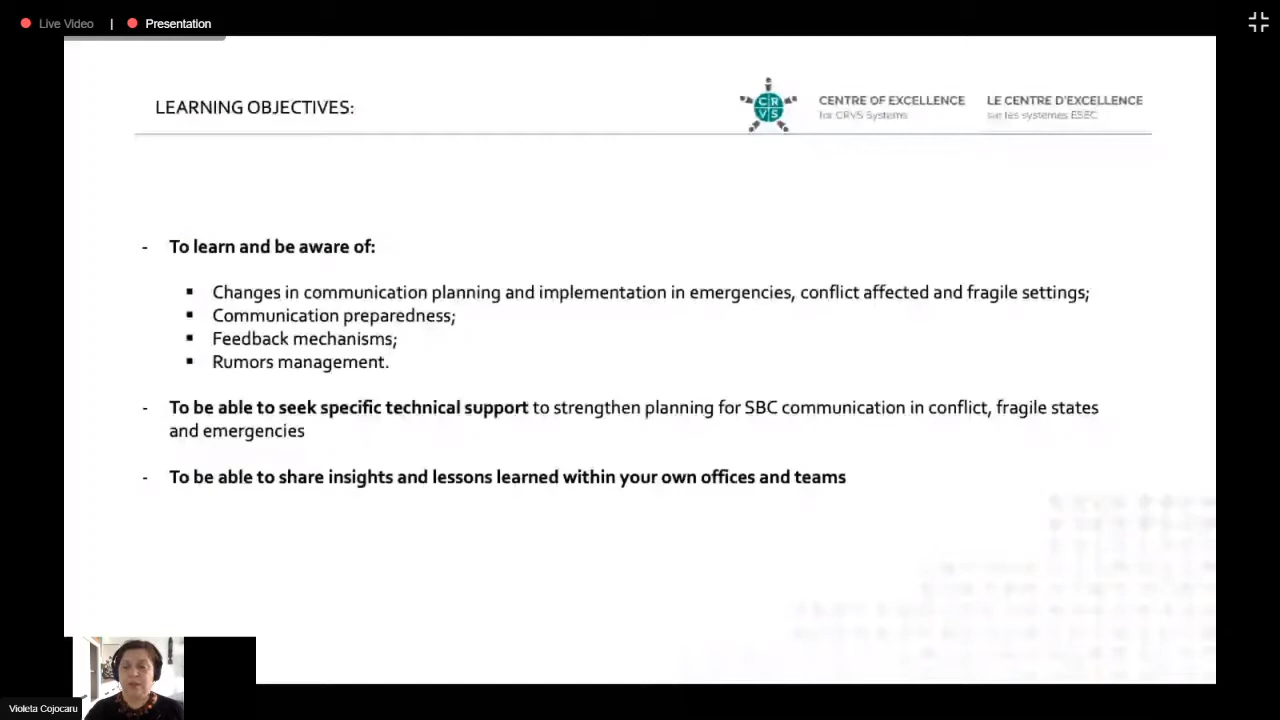 Live Video | Presentation
LEARNING OBJECTIVES:
CRVS
CENTRE OF EXCELLENCE
for CRVS Systems
LE CENTRE D'EXCELLENCE
sur les systèmes ESEC
- To learn and be aware of:
▪ Changes in communication planning and implementation in emergencies, conflict affected and fragile settings;
▪ Communication preparedness;
▪ Feedback mechanisms;
▪ Rumors management.
- To be able to seek specific technical support to strengthen planning for SBC communication in conflict, fragile states
and emergencies
- To be able to share insights and lessons learned within your own offices and teams
Violeta Cojocaru